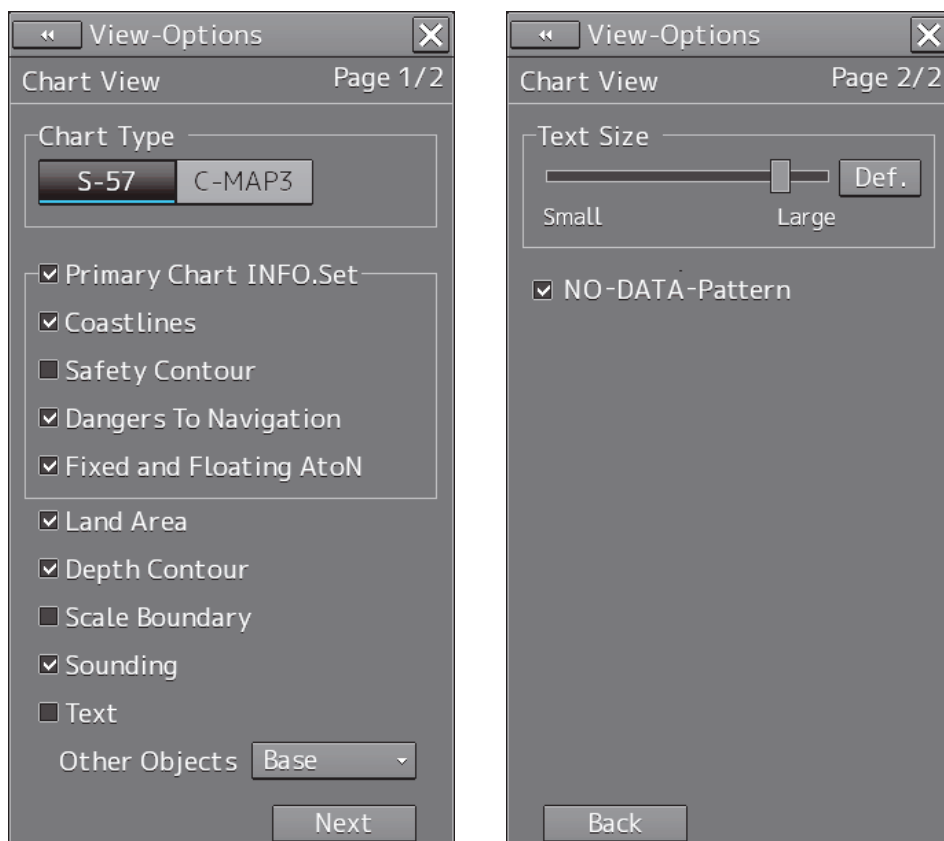 View-Options
Chart View Page 1/2
Chart Type
S-57 C-MAP3
Primary Chart INFO.Set
Coastlines
Safety Contour
Dangers To Navigation
Fixed and Floating AtoN
Land Area
Depth Contour
Scale Boundary
Sounding
Text
Other Objects Base
Next
View-Options
Chart View Page 2/2
Text Size
Def.
Small Large
NO-DATA-Pattern
Back